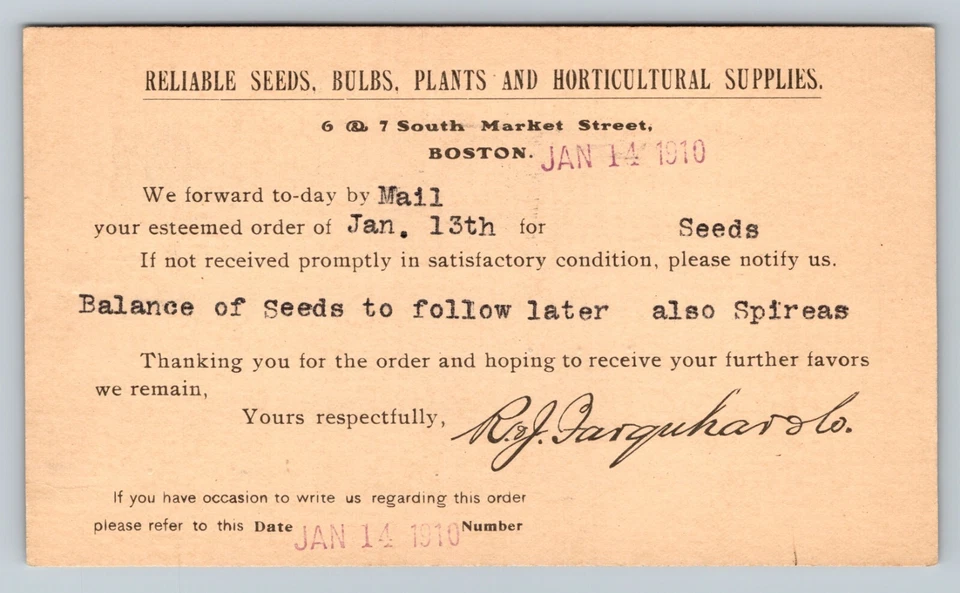 RELIABLE SEEDS, BULBS, PLANTS AND HORTICULTURAL SUPPLIES.
6 & 7 South Market Street,
BOSTON. JAN 14 1910
We forward to-day by Mail
your esteemed order of Jan. 13th for Seeds
If not received promptly in satisfactory condition, please notify us.
Balance of Seeds to follow later also Spireas
Thanking you for the order and hoping to receive your further favors
we remain,
Yours respectfully, R. & J. Farquhar & Co.
If you have occasion to write us regarding this order
please refer to this Date JAN 14 1910 Number